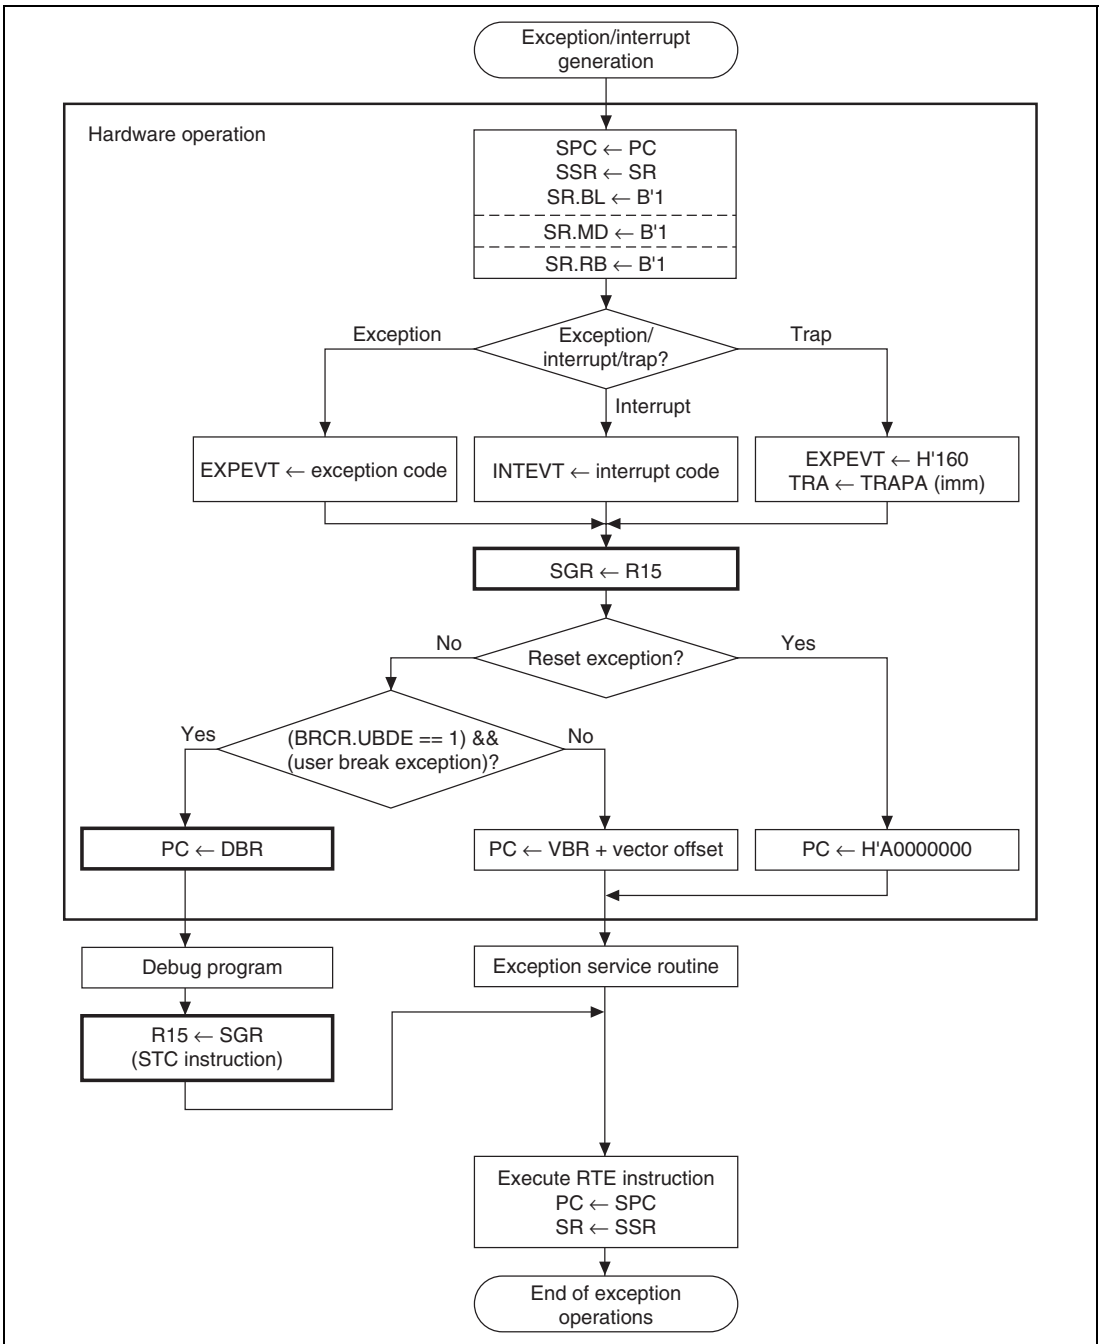 Exception/interrupt
generation
Hardware operation
SPC ← PC
SSR ← SR
SR.BL ← B'1
SR.MD ← B'1
SR.RB ← B'1
Exception
Exception/
interrupt/trap?
Trap
Interrupt
EXPEVT ← exception code
INTEVT ← interrupt code
EXPEVT ← H'160
TRA ← TRAPA (imm)
SGR ← R15
No
Reset exception?
Yes
Yes
(BRCR.UBDE == 1) &&
(user break exception)?
No
PC ← DBR
PC ← VBR + vector offset
PC ← H'A0000000
Debug program
Exception service routine
R15 ← SGR
(STC instruction)
Execute RTE instruction
PC ← SPC
SR ← SSR
End of exception
operations